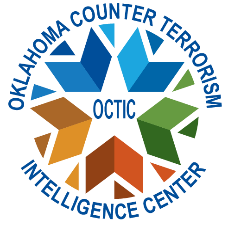 OKLAHOMA COUNTER TERRORISM
OCTIC
INTELLIGENCE CENTER